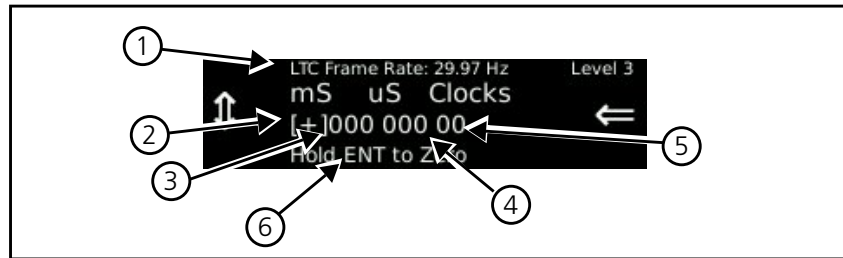 1
LTC Frame Rate: 29.97 Hz Level 3
mS uS Clocks
2
[+]000 000 00
5
Hold ENT to Zero
3
4
6